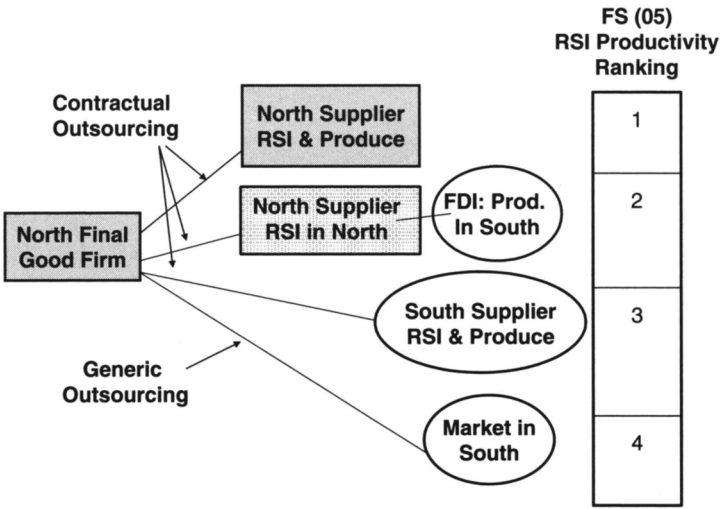 FS (05)
RSI Productivity
Ranking
Contractual
Outsourcing
North Supplier
RSI & Produce
1
North Supplier
RSI in North
FDI: Prod.
In South
2
North Final
Good Firm
South Supplier
RSI & Produce
3
Generic
Outsourcing
Market in
South
4